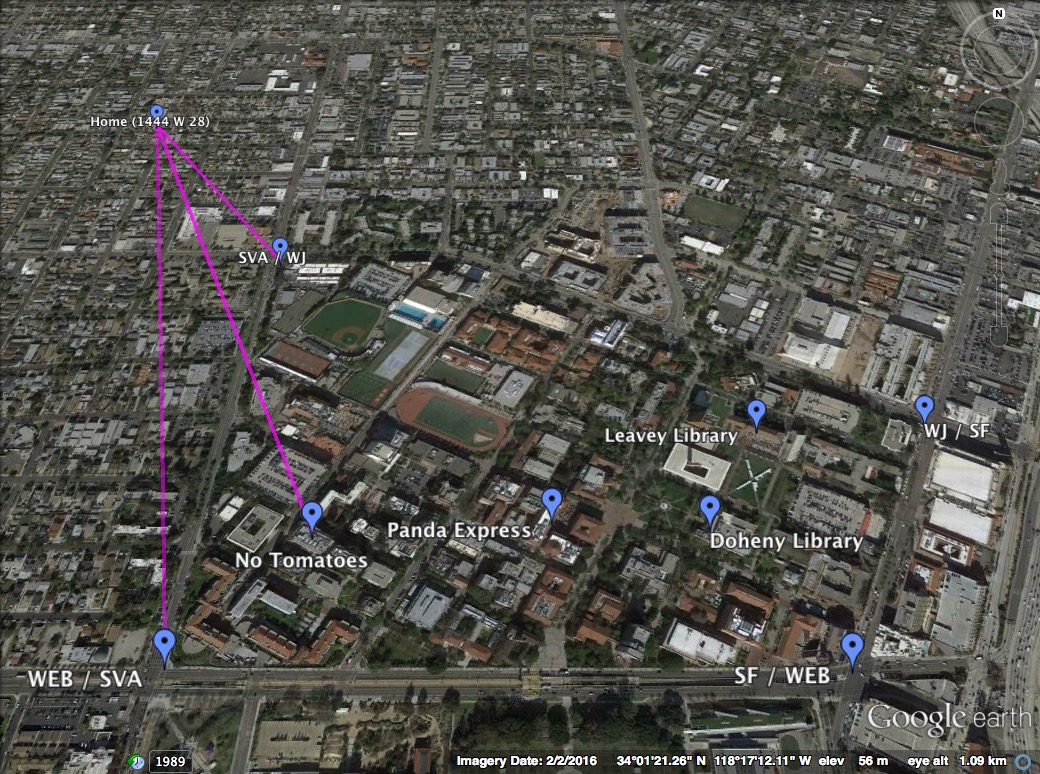 N
Home (1444 W 28)
SVA / WJ
Leavey Library
WJ / SF
Panda Express
Doheny Library
No Tomatoes
WEB / SVA
SF / WEB
Google earth
1989
Imagery Date: 2/2/2016 34°01'21.26" N 118°17'12.11" W elev 56 m eye alt 1.09 km